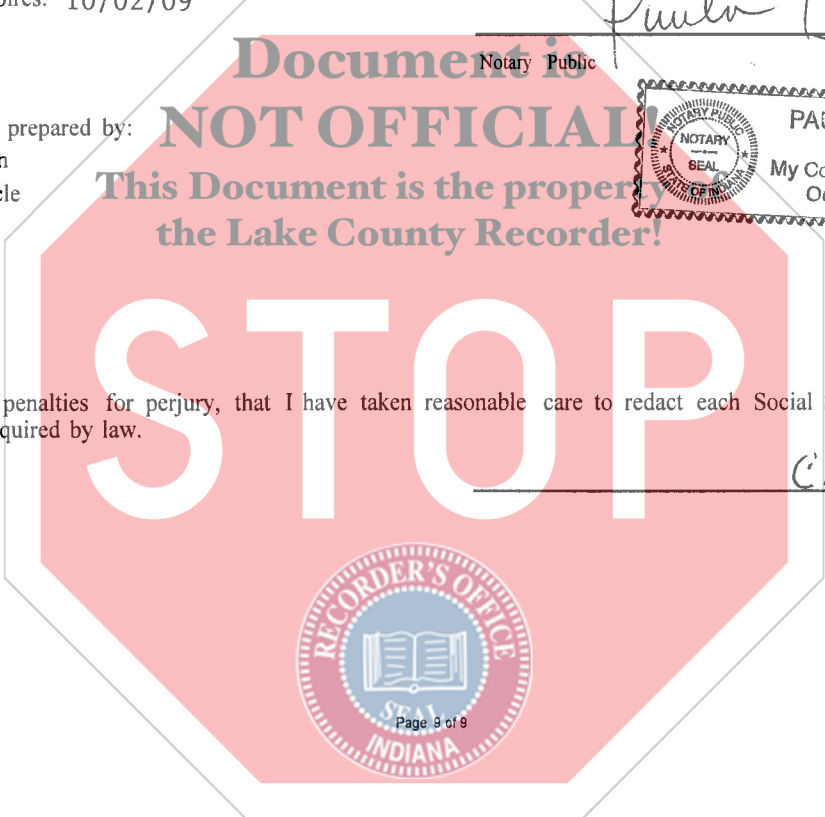 10/02/09
Paula
Notary Public
Document is
NOT OFFICIAL!
This Document is the property of
the Lake County Recorder!
prepared by:
NOTARY PUBLIC
NOTARY
SEAL
STATE OF INDIANA
My Co
STOP
penalties for perjury, that I have taken reasonable care to redact each Social
quired by law.
RECORDER'S OFFICE
SEAL
Page 9 of 9
INDIANA